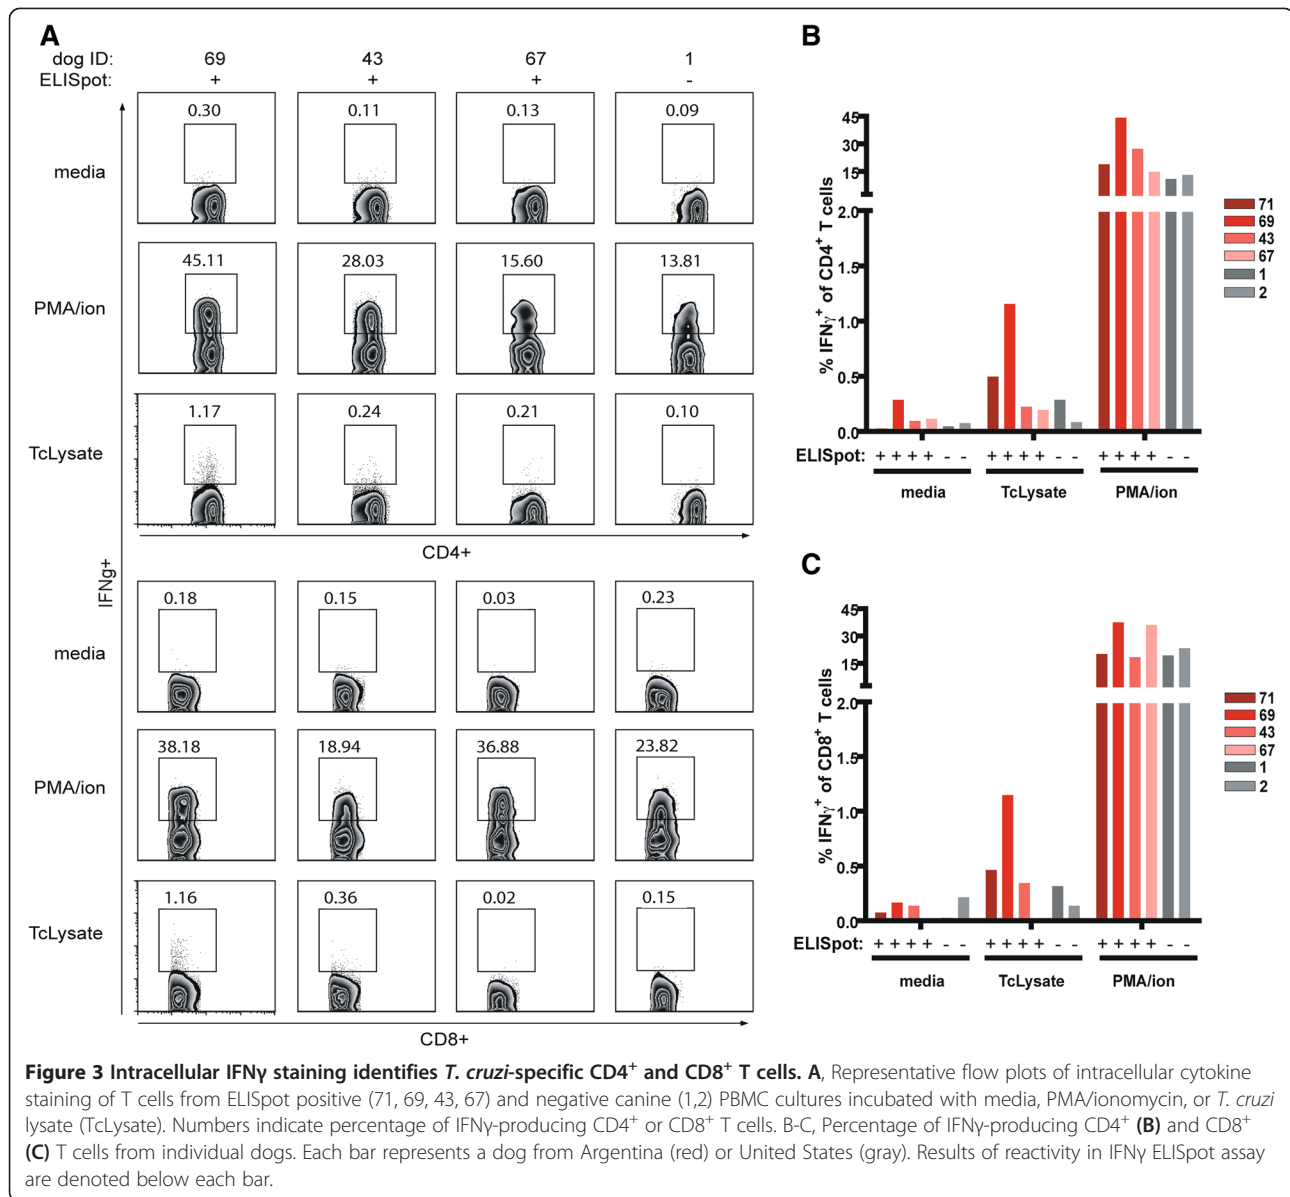 A
dog ID: 69 43 67 1
ELISpot: + + + -
media
0.30 0.11 0.13 0.09
PMA/ion
45.11 28.03 15.60 13.81
TcLysate
1.17 0.24 0.21 0.10
CD4+
IFNg+
media
0.18 0.15 0.03 0.23
PMA/ion
38.18 18.94 36.88 23.82
TcLysate
1.16 0.36 0.02 0.15
CD8+
B
% IFNγ+ of CD4+ T cells
45
30
15
2.0
1.5
1.0
0.5
0.0
ELISpot: + + + + - - + + + + - - + + + + - -
media TcLysate PMA/ion
71
69
43
67
1
2
C
% IFNγ+ of CD8+ T cells
45
30
15
2.0
1.5
1.0
0.5
0.0
ELISpot: + + + + - - + + + + - - + + + + - -
media TcLysate PMA/ion
71
69
43
67
1
2
Figure 3 Intracellular IFNγ staining identifies T. cruzi-specific CD4+ and CD8+ T cells. A, Representative flow plots of intracellular cytokine
staining of T cells from ELISpot positive (71, 69, 43, 67) and negative canine (1,2) PBMC cultures incubated with media, PMA/ionomycin, or T. cruzi
lysate (TcLysate). Numbers indicate percentage of IFNγ-producing CD4+ or CD8+ T cells. B-C, Percentage of IFNγ-producing CD4+ (B) and CD8+
(C) T cells from individual dogs. Each bar represents a dog from Argentina (red) or United States (gray). Results of reactivity in IFNγ ELISpot assay
are denoted below each bar.